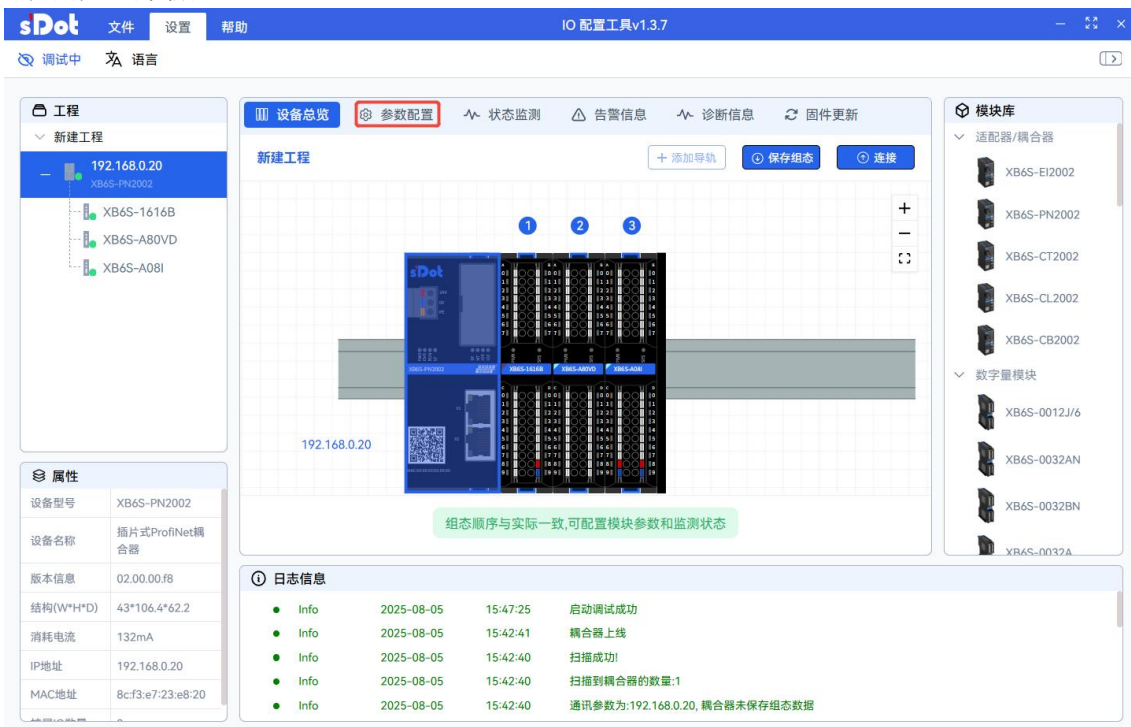 sDot 文件 设置 帮助 IO 配置工具v1.3.7
调试中 语言
工程
新建工程
192.168.0.20
XB6S-PN2002
XB6S-1616B
XB6S-A80VD
XB6S-A08I
设备总览 参数配置 状态监测 告警信息 诊断信息 固件更新
新建工程 + 添加导轨 保存组态 连接
1 2 3
sDot
XB6S-PN2002 XB6S-1616B XB6S-A80VD XB6S-A08I
192.168.0.20
组态顺序与实际一致,可配置模块参数和监测状态
模块库
适配器/耦合器
XB6S-EI2002
XB6S-PN2002
XB6S-CT2002
XB6S-CL2002
XB6S-CB2002
数字量模块
XB6S-0012J/6
XB6S-0032AN
XB6S-0032BN
XB6S-0032A
属性
设备型号 XB6S-PN2002
设备名称 插片式ProfiNet耦合器
版本信息 02.00.00.f8
结构(W*H*D) 43*106.4*62.2
消耗电流 132mA
IP地址 192.168.0.20
MAC地址 8c:f3:e7:23:e8:20
日志信息
Info 2025-08-05 15:47:25 启动调试成功
Info 2025-08-05 15:42:41 耦合器上线
Info 2025-08-05 15:42:40 扫描成功!
Info 2025-08-05 15:42:40 扫描到耦合器的数量:1
Info 2025-08-05 15:42:40 通讯参数为:192.168.0.20, 耦合器未保存组态数据